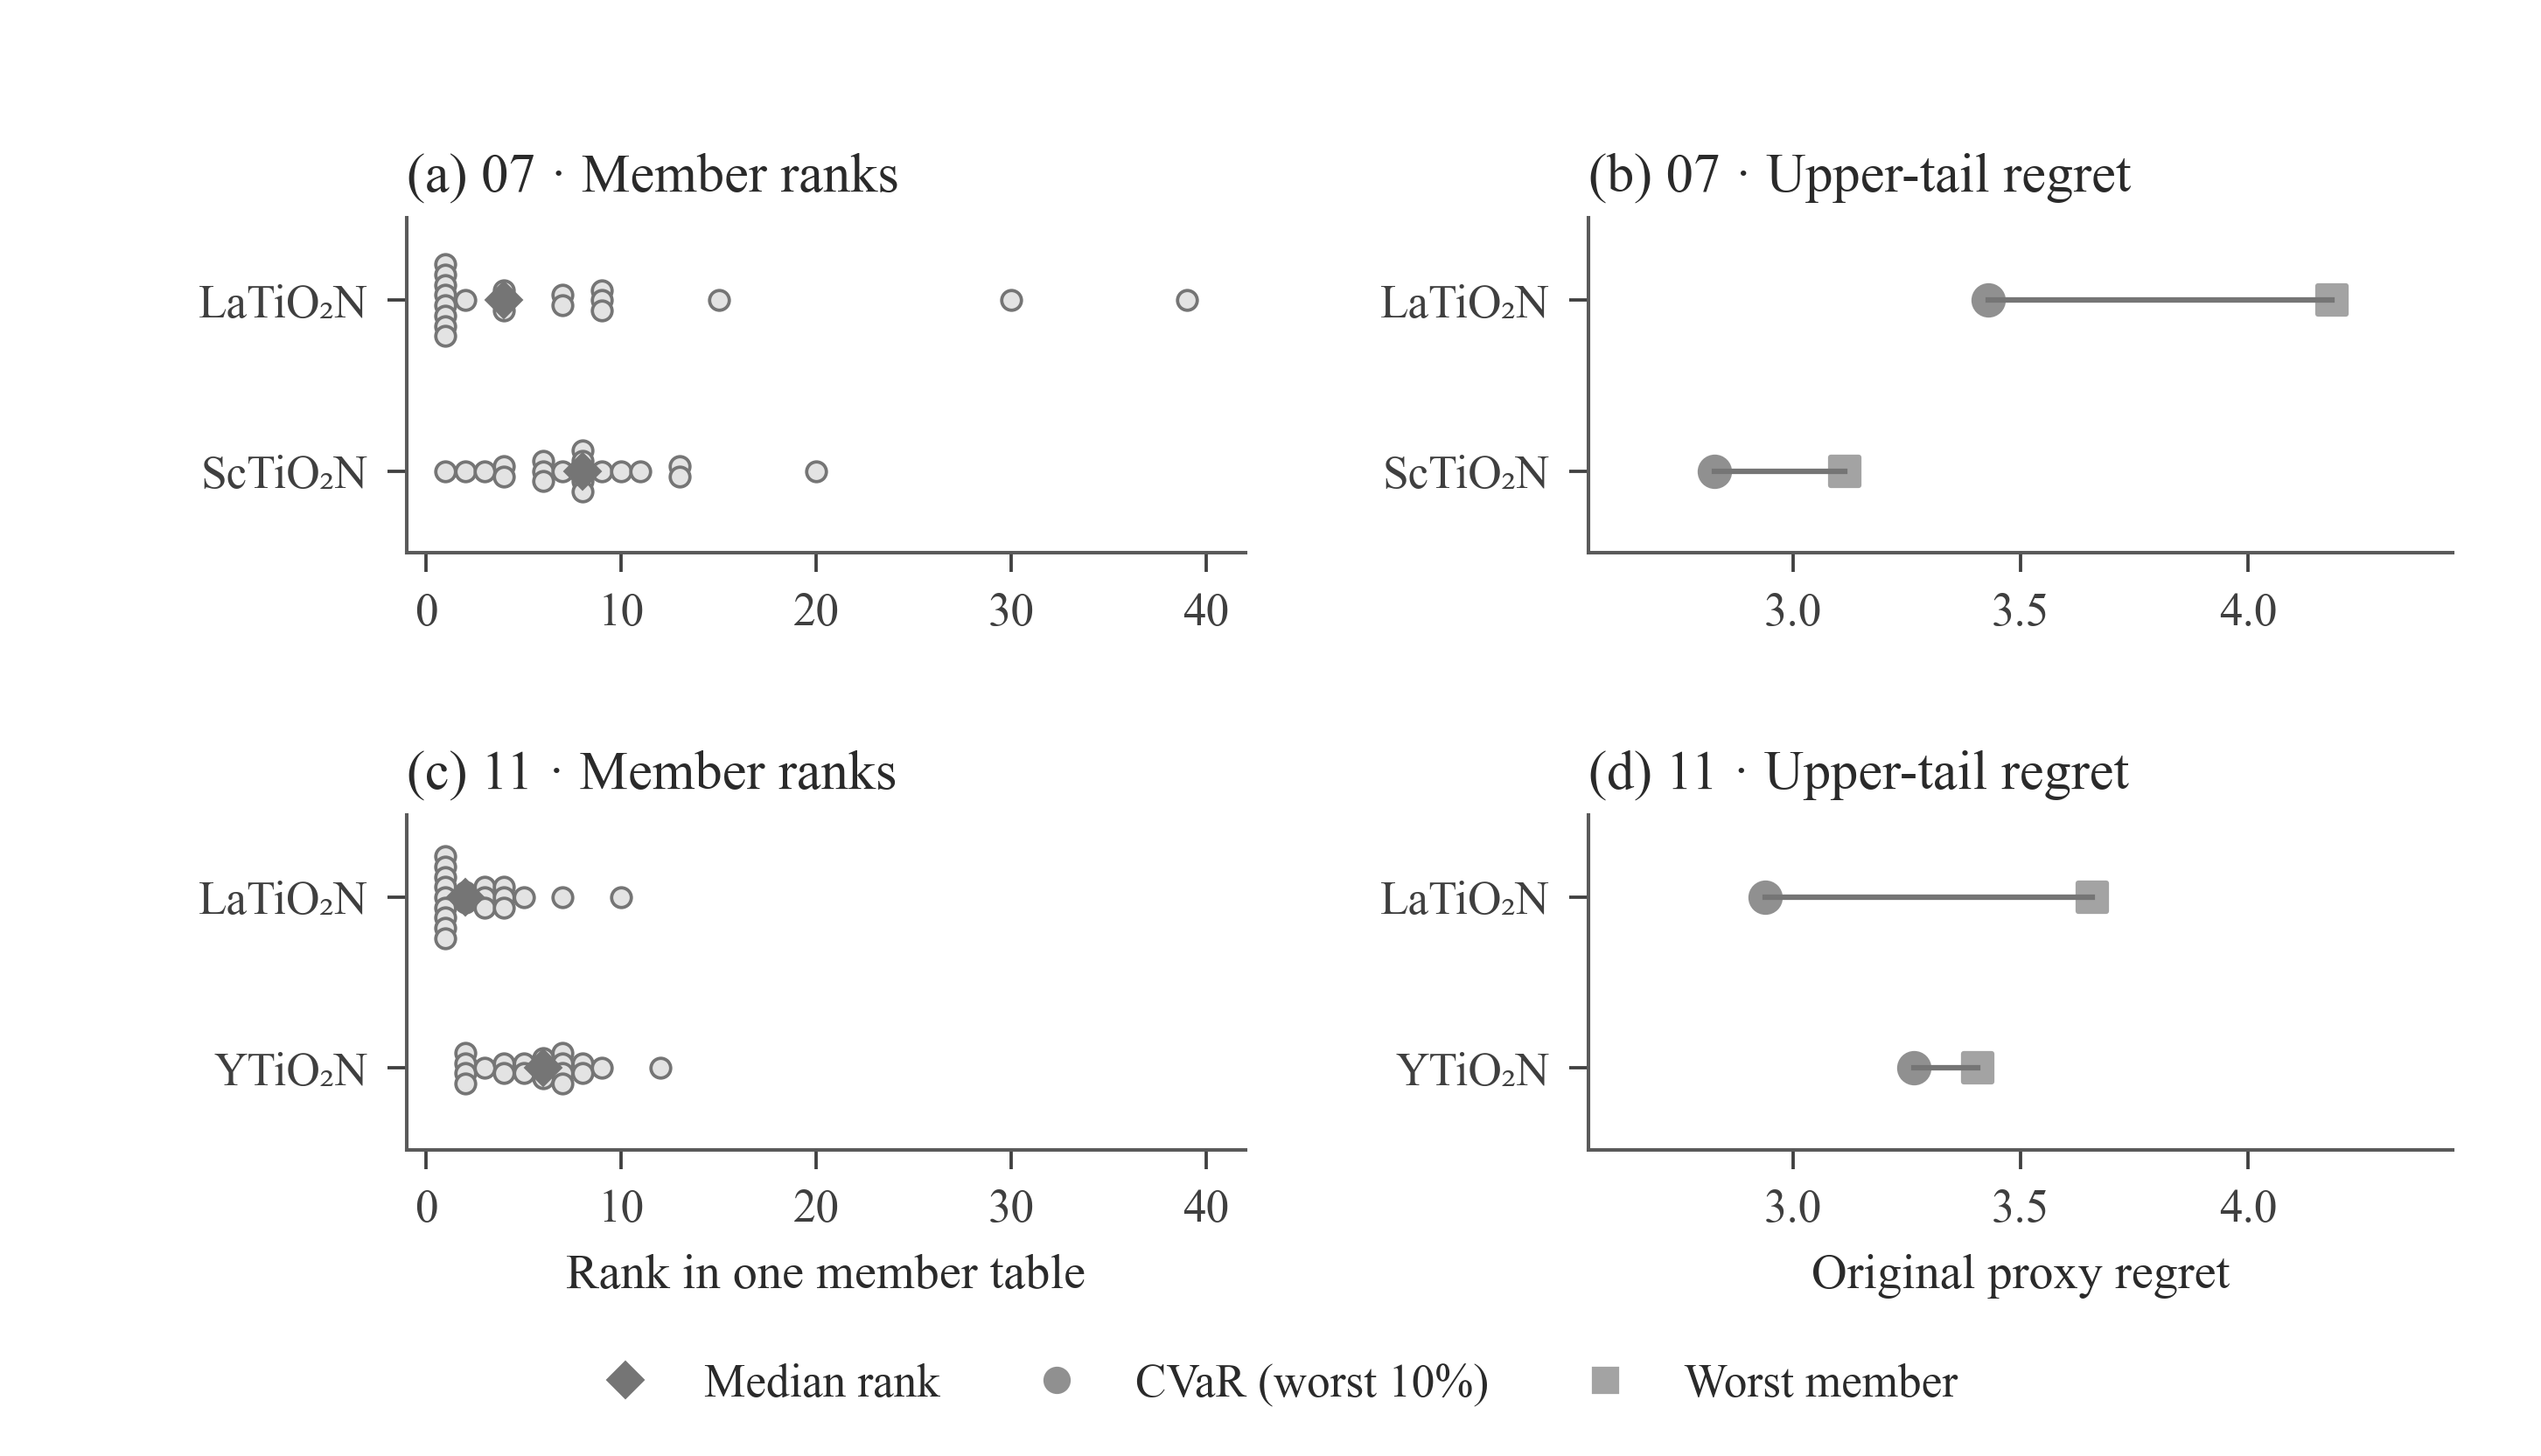 (a) 07 · Member ranks
LaTiO₂N
ScTiO₂N
0 10 20 30 40
(b) 07 · Upper-tail regret
LaTiO₂N
ScTiO₂N
3.0 3.5 4.0
(c) 11 · Member ranks
LaTiO₂N
YTiO₂N
0 10 20 30 40
Rank in one member table
(d) 11 · Upper-tail regret
LaTiO₂N
YTiO₂N
3.0 3.5 4.0
Original proxy regret
Median rank CVaR (worst 10%) Worst member